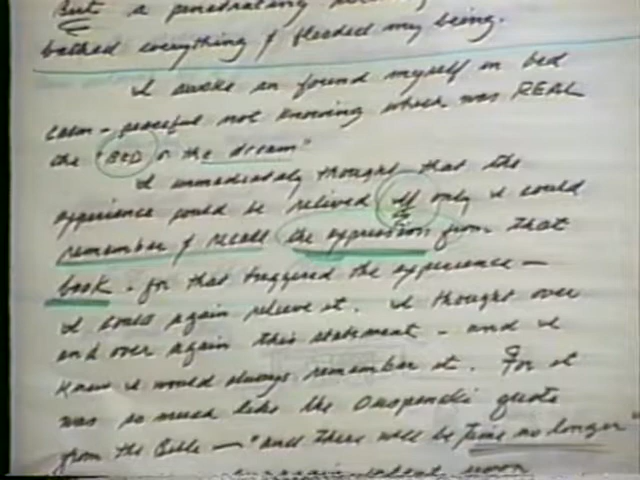 But a penetrating
bathed everything & flooded my being.
I awoke an found myself in bed
calm - peaceful not knowing which was REAL
the "BED or the dream"
I immediately thought that the
experience could be relived if only I could
remember & recall the expression from that
book - for that triggered the experience -
I could again relieve it. I thought over
and over again this statement - and I
knew I would always remember it. For it
was so much like the Ouspenski quote
from the Bible - "and there will be time no longer"
upon